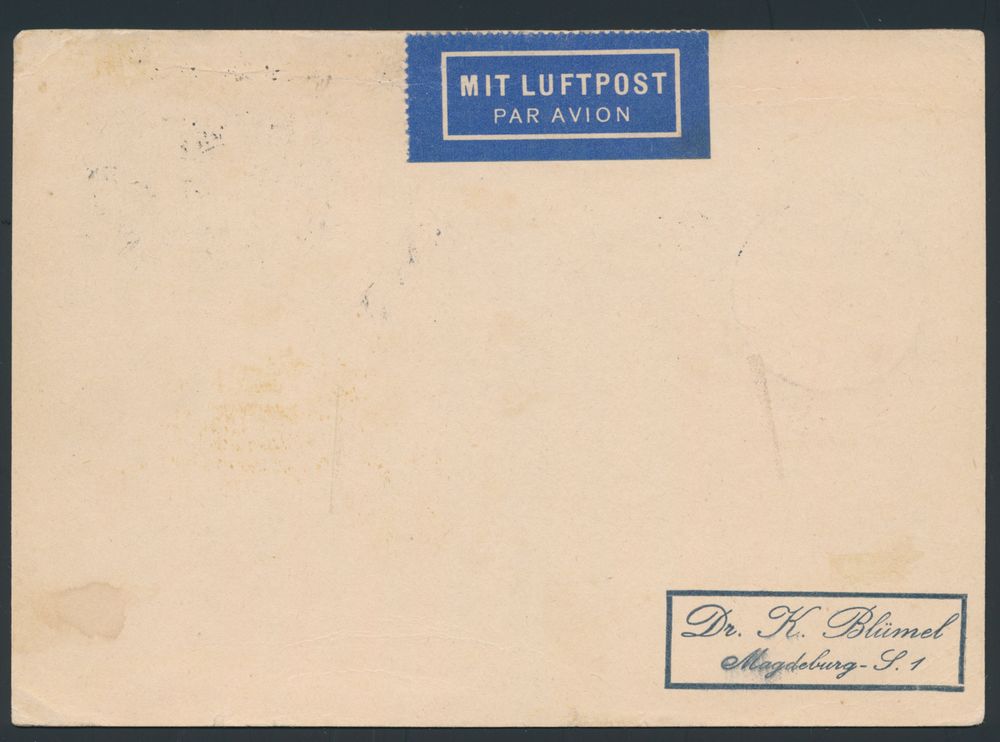 MIT LUFTPOST
PAR AVION
Dr. K. Blümel
Magdeburg-S. 1